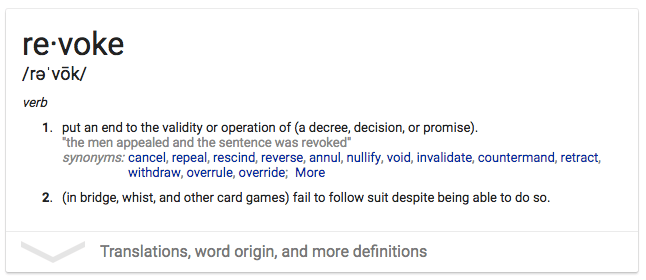 re·voke
/rəˈvōk/
verb
1. put an end to the validity or operation of (a decree, decision, or promise).
"the men appealed and the sentence was revoked"
synonyms: cancel, repeal, rescind, reverse, annul, nullify, void, invalidate, countermand, retract,
withdraw, overrule, override; More
2. (in bridge, whist, and other card games) fail to follow suit despite being able to do so.
Translations, word origin, and more definitions